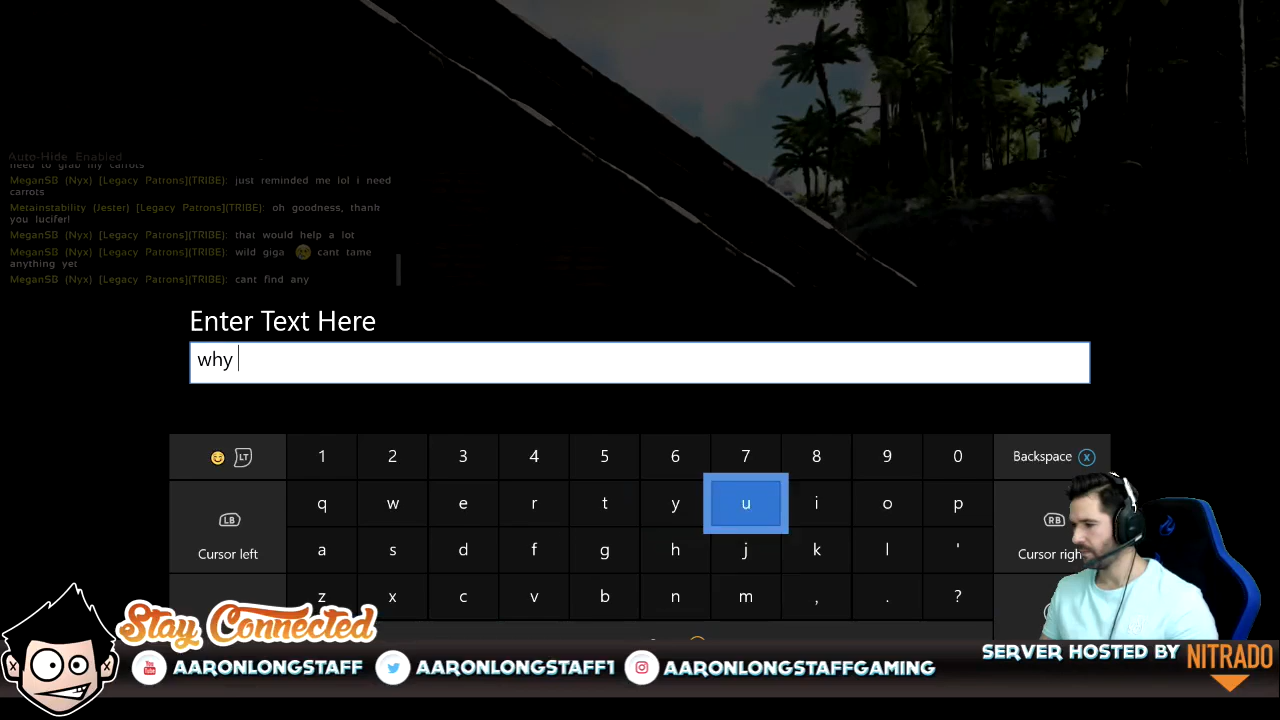 Auto-Hide Enabled
need to grab my carrots
MeganSB (Nyx) [Legacy Patrons](TRIBE): just reminded me lol i need
carrots
Metainstability (Jester) [Legacy Patrons](TRIBE): oh goodness, thank
you lucifer!
MeganSB (Nyx) [Legacy Patrons](TRIBE): that would help a lot
MeganSB (Nyx) [Legacy Patrons](TRIBE): wild giga 😢 cant tame
anything yet
MeganSB (Nyx) [Legacy Patrons](TRIBE): cant find any
Enter Text Here
why
LT 1 2 3 4 5 6 7 8 9 0 Backspace X
q w e r t y u i o p
LB RB
a s d f g h j k l '
Cursor left Cursor righ
z x c v b n m , . ?
Stay Connected
AARONLONGSTAFF AARONLONGSTAFF1 AARONLONGSTAFFGAMING
SERVER HOSTED BY NITRADO